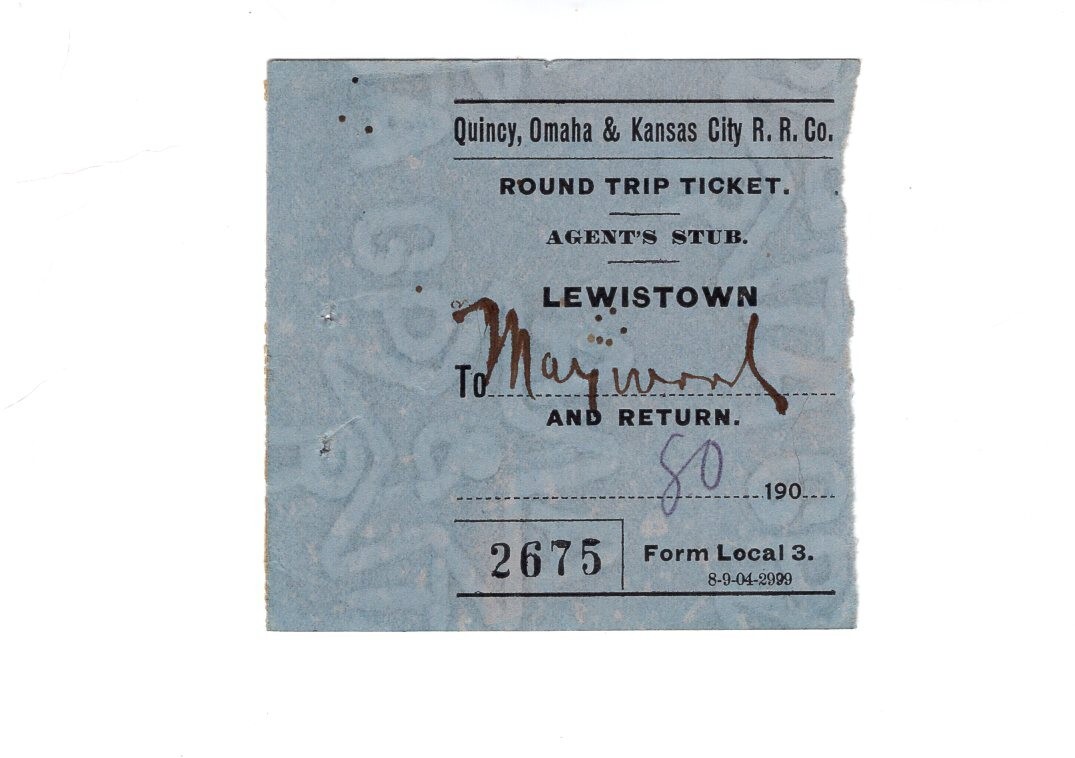 Quincy, Omaha & Kansas City R. R. Co.
ROUND TRIP TICKET.
AGENT'S STUB.
LEWISTOWN
To Maywood
AND RETURN.
80
190
2675
Form Local 3.
8-9-04-2999